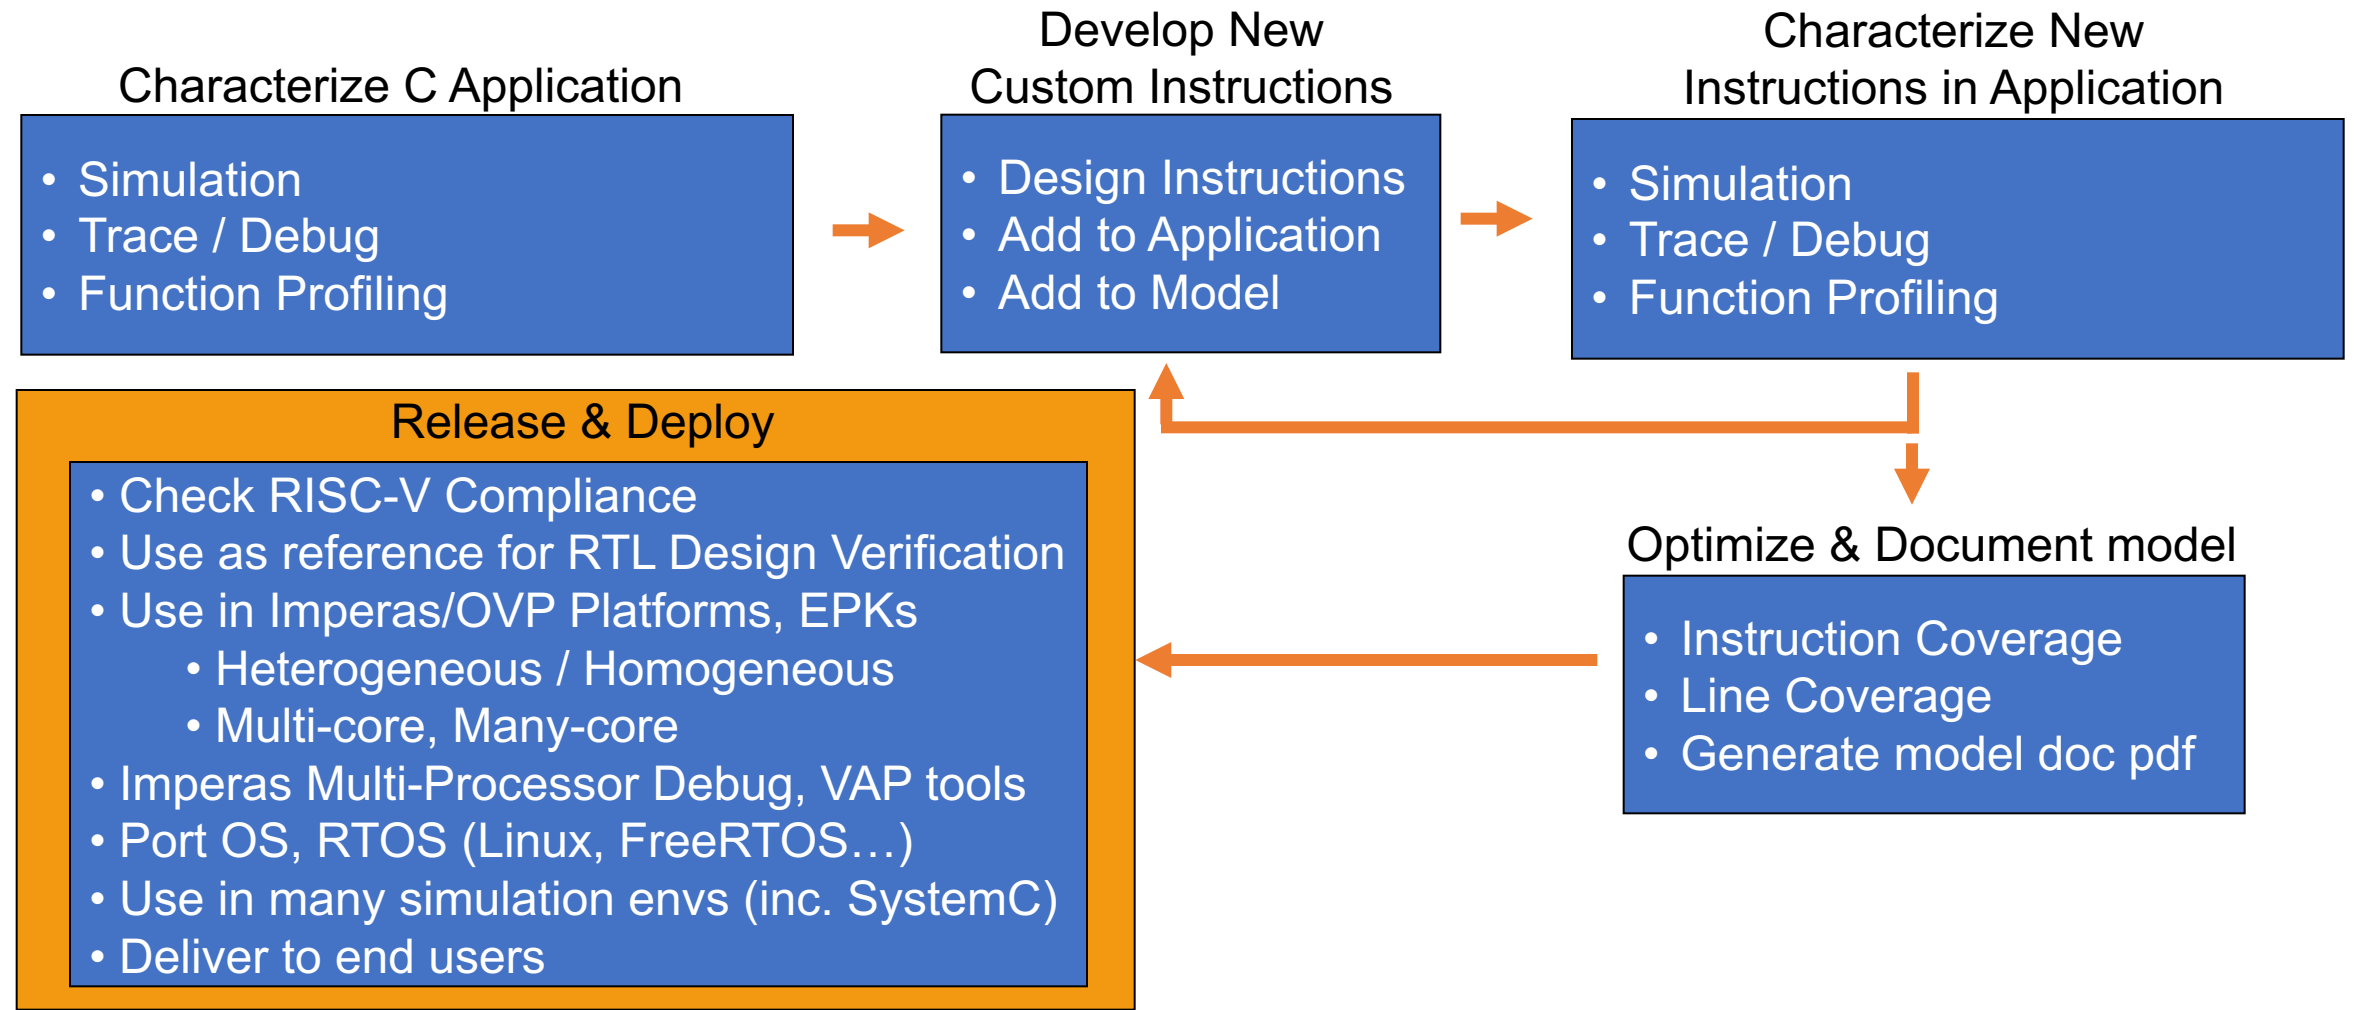 Characterize C Application
• Simulation
• Trace / Debug
• Function Profiling
Develop New
Custom Instructions
• Design Instructions
• Add to Application
• Add to Model
Characterize New
Instructions in Application
• Simulation
• Trace / Debug
• Function Profiling
Optimize & Document model
• Instruction Coverage
• Line Coverage
• Generate model doc pdf
Release & Deploy
• Check RISC-V Compliance
• Use as reference for RTL Design Verification
• Use in Imperas/OVP Platforms, EPKs
• Heterogeneous / Homogeneous
• Multi-core, Many-core
• Imperas Multi-Processor Debug, VAP tools
• Port OS, RTOS (Linux, FreeRTOS…)
• Use in many simulation envs (inc. SystemC)
• Deliver to end users